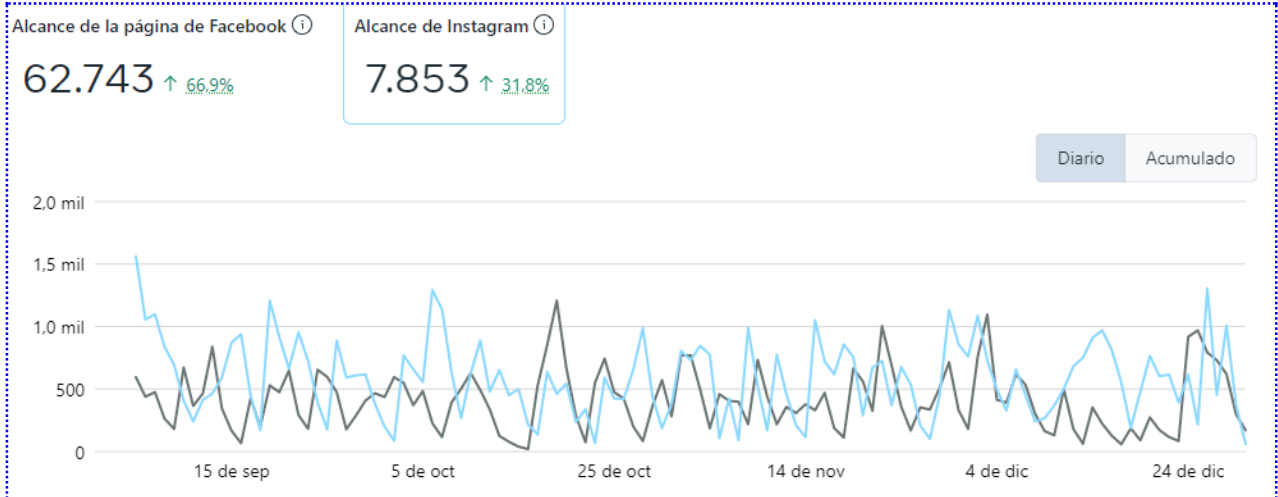 Alcance de la página de Facebook
Alcance de Instagram
62.743 ↑ 66,9%
7.853 ↑ 31,8%
Diario
Acumulado
2,0 mil
1,5 mil
1,0 mil
500
0
15 de sep
5 de oct
25 de oct
14 de nov
4 de dic
24 de dic